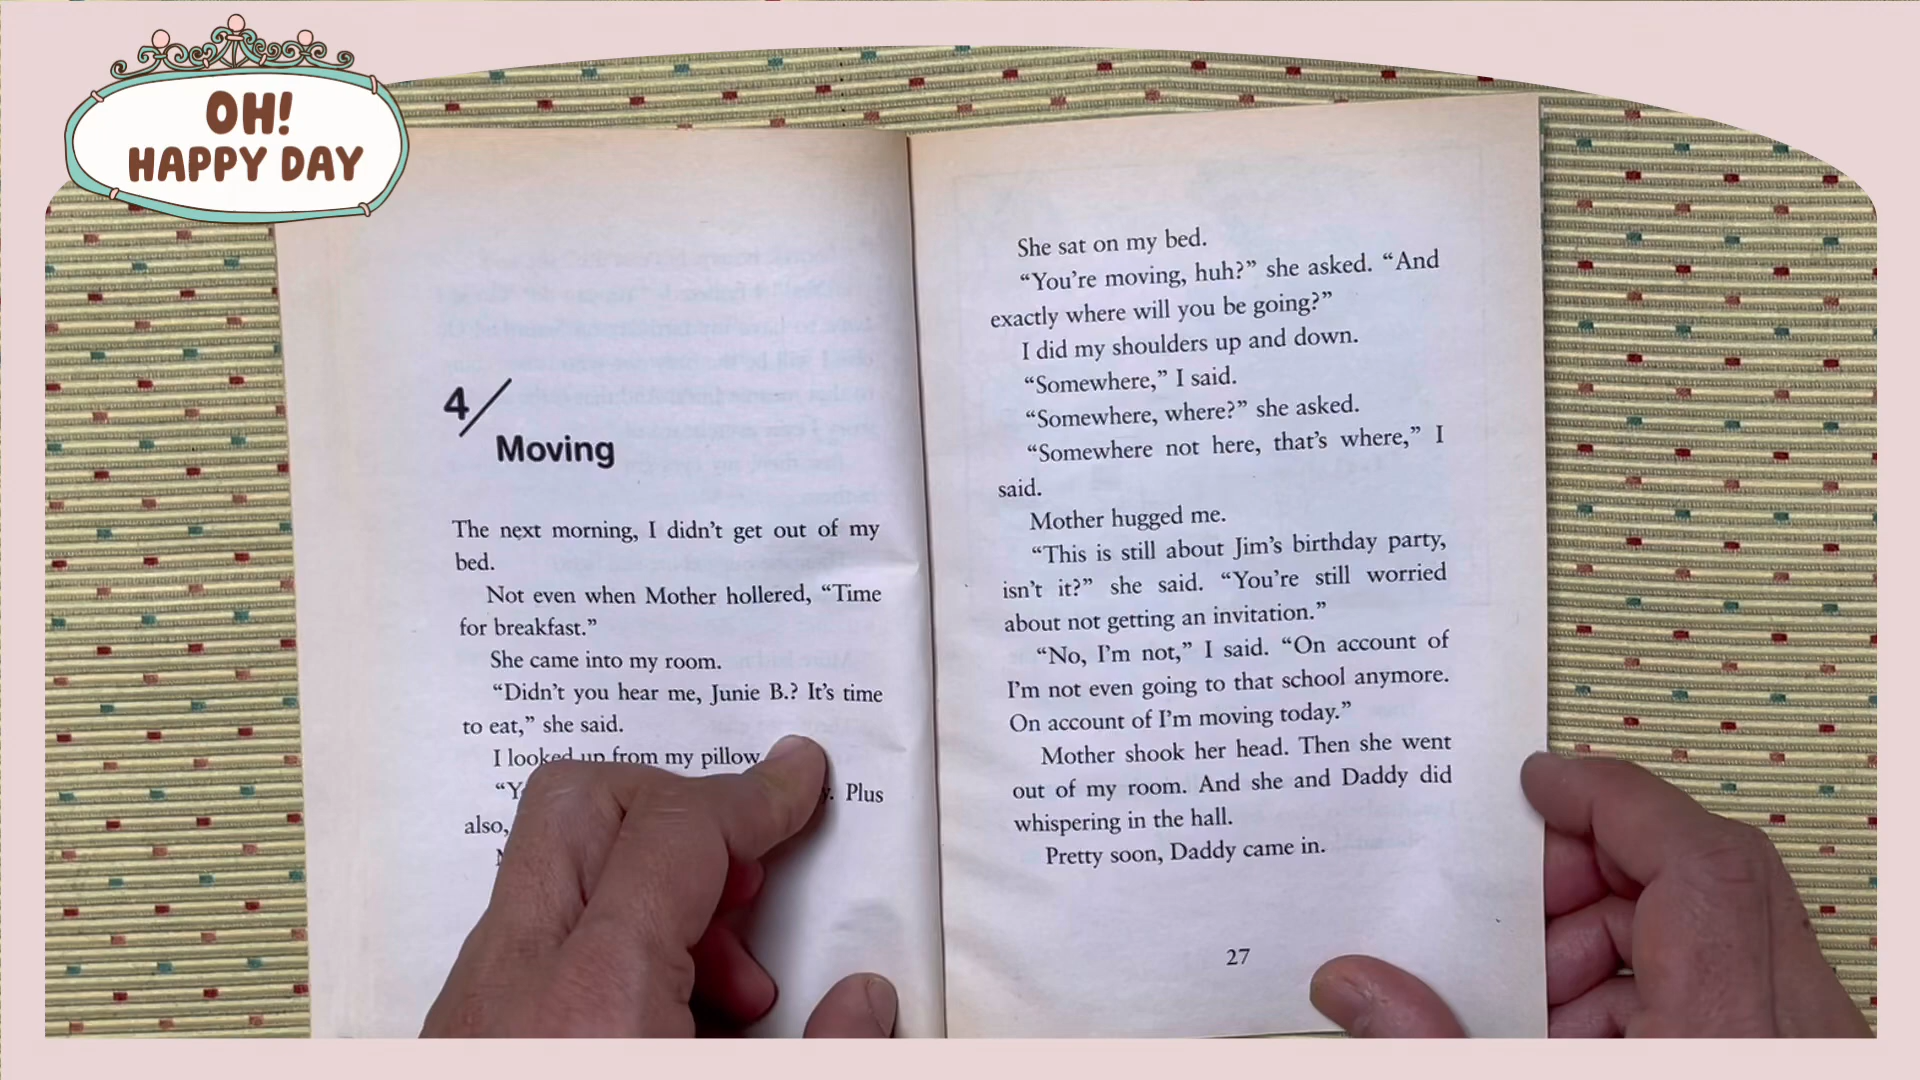 OH!
HAPPY DAY
4/
Moving
The next morning, I didn't get out of my
bed.
Not even when Mother hollered, “Time
for breakfast.”
She came into my room.
“Didn't you hear me, Junie B.? It's time
to eat,” she said.
I looked up from my pillow
Plus
also,
She sat on my bed.
“You're moving, huh?” she asked. “And
exactly where will you be going?”
I did my shoulders up and down.
“Somewhere,” I said.
“Somewhere, where?” she asked.
“Somewhere not here, that's where,” I
said.
Mother hugged me.
“This is still about Jim's birthday party,
isn't it?” she said. “You're still worried
about not getting an invitation.”
“No, I'm not,” I said. “On account of
I'm not even going to that school anymore.
On account of I'm moving today.”
Mother shook her head. Then she went
out of my room. And she and Daddy did
whispering in the hall.
Pretty soon, Daddy came in.
27